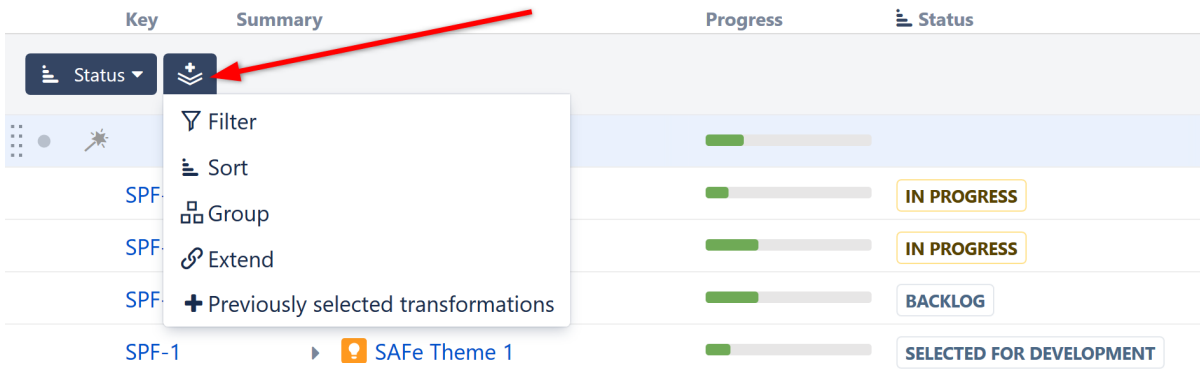 Key Summary Progress Status
Status
Filter
Sort
SPF- IN PROGRESS
Group
SPF- IN PROGRESS
Extend
SPF- BACKLOG
Previously selected transformations
SPF-1 SAFe Theme 1 SELECTED FOR DEVELOPMENT